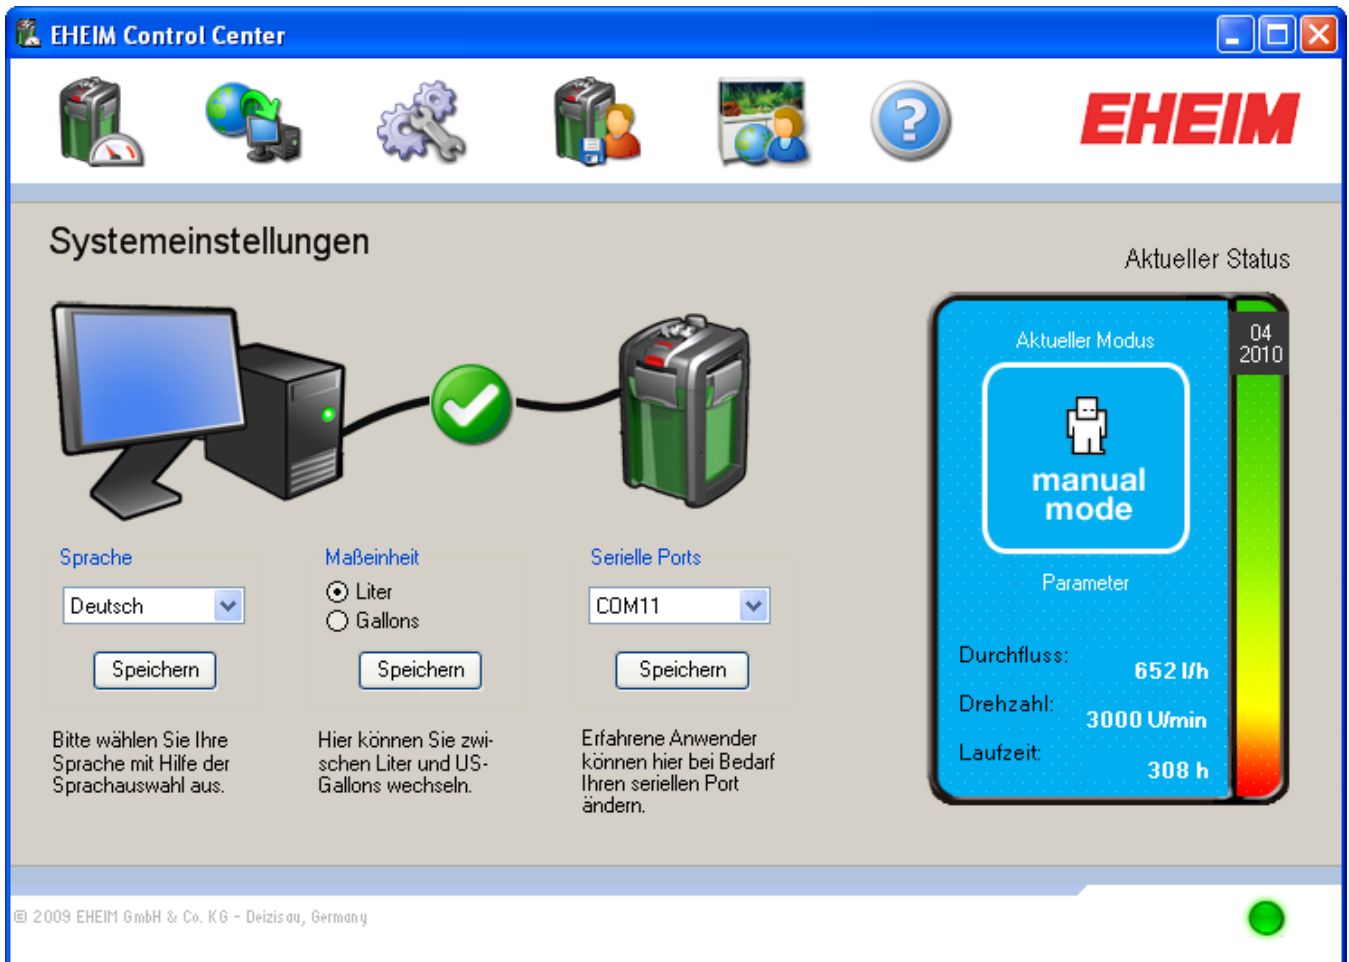 EHEIM Control Center
EHEIM
Systemeinstellungen
Aktueller Status
Aktueller Modus
04
2010
manual
mode
Parameter
Durchfluss:
652 l/h
Drehzahl:
3000 U/min
Laufzeit:
308 h
Sprache
Deutsch
Speichern
Bitte wählen Sie Ihre
Sprache mit Hilfe der
Sprachauswahl aus.
Maßeinheit
Liter
Gallons
Speichern
Hier können Sie zwi-
schen Liter und US-
Gallons wechseln.
Serielle Ports
COM11
Speichern
Erfahrene Anwender
können hier bei Bedarf
Ihren seriellen Port
ändern.
© 2009 EHEIM GmbH & Co. KG - Deizisau, Germany